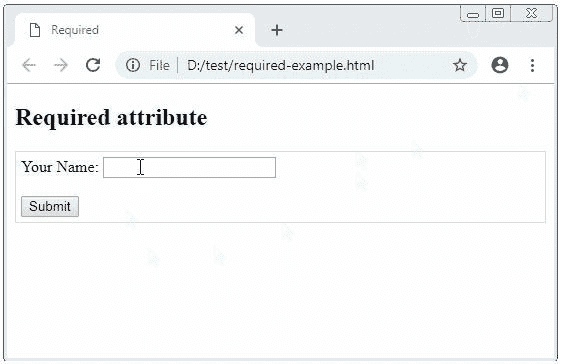 Required
File D:/test/required-example.html
Required attribute
Your Name:
Submit